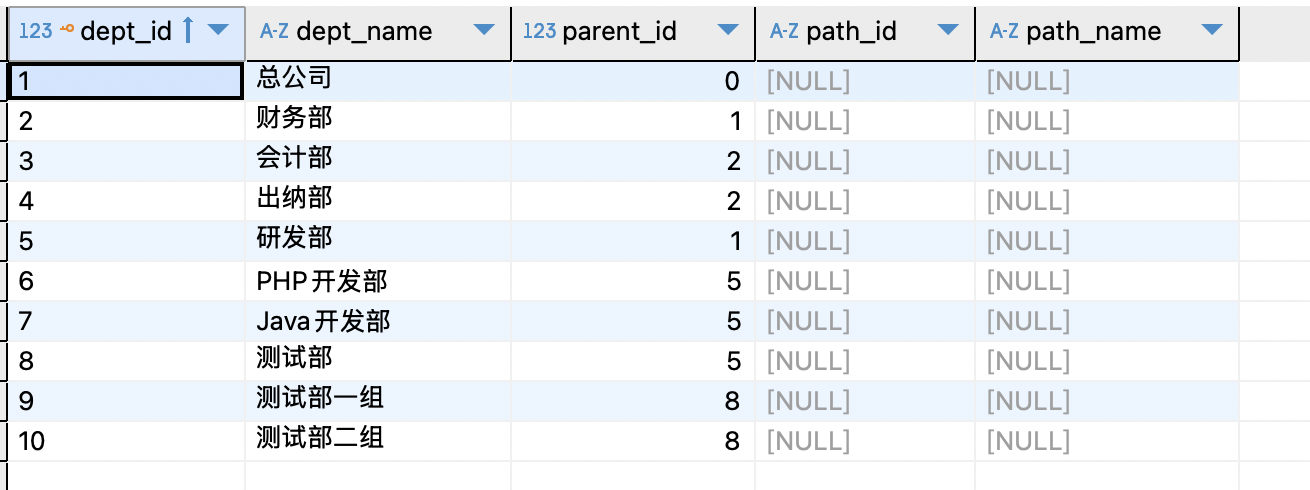 123 dept_id A-Z dept_name 123 parent_id A-Z path_id A-Z path_name
1 总公司 0 [NULL] [NULL]
2 财务部 1 [NULL] [NULL]
3 会计部 2 [NULL] [NULL]
4 出纳部 2 [NULL] [NULL]
5 研发部 1 [NULL] [NULL]
6 PHP开发部 5 [NULL] [NULL]
7 Java开发部 5 [NULL] [NULL]
8 测试部 5 [NULL] [NULL]
9 测试部一组 8 [NULL] [NULL]
10 测试部二组 8 [NULL] [NULL]